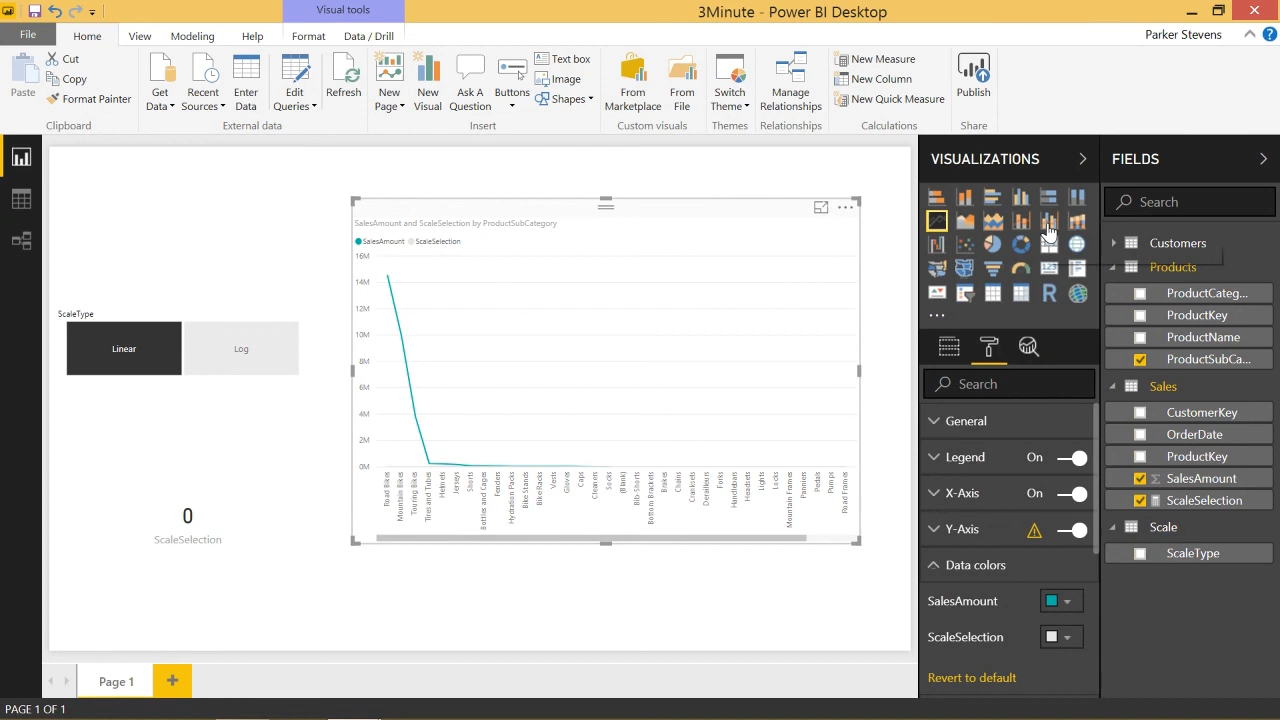 Visual tools
3Minute - Power BI Desktop
File
Home
View
Modeling
Help
Format
Data / Drill
Parker Stevens
Paste
Cut
Copy
Format Painter
Clipboard
Get Data
Recent Sources
Enter Data
Edit Queries
Refresh
External data
New Page
New Visual
Ask A Question
Buttons
Text box
Image
Shapes
Insert
From Marketplace
From File
Custom visuals
Switch Theme
Themes
Manage Relationships
Relationships
New Measure
New Column
New Quick Measure
Calculations
Publish
Share
ScaleType
Linear
Log
0
ScaleSelection
SalesAmount and ScaleSelection by ProductSubCategory
SalesAmount
ScaleSelection
16M
14M
12M
10M
8M
6M
4M
2M
0M
Road Bikes
Mountain Bikes
Touring Bikes
Tires and Tubes
Helmets
Jerseys
Shorts
Bottles and Cages
Fenders
Hydration Packs
Bike Stands
Bike Racks
Vests
Gloves
Caps
Cleaners
Socks
(Blank)
Bib-Shorts
Bottom Brackets
Brakes
Chains
Cranksets
Derailleurs
Forks
Handlebars
Headsets
Lights
Locks
Mountain Frames
Panniers
Pedals
Pumps
Road Frames
VISUALIZATIONS
123
R
Search
General
Legend On
X-Axis On
Y-Axis
Data colors
SalesAmount
ScaleSelection
Revert to default
FIELDS
Search
Customers
Products
ProductCateg...
ProductKey
ProductName
ProductSubCa...
Sales
CustomerKey
OrderDate
ProductKey
SalesAmount
ScaleSelection
Scale
ScaleType
Page 1
PAGE 1 OF 1